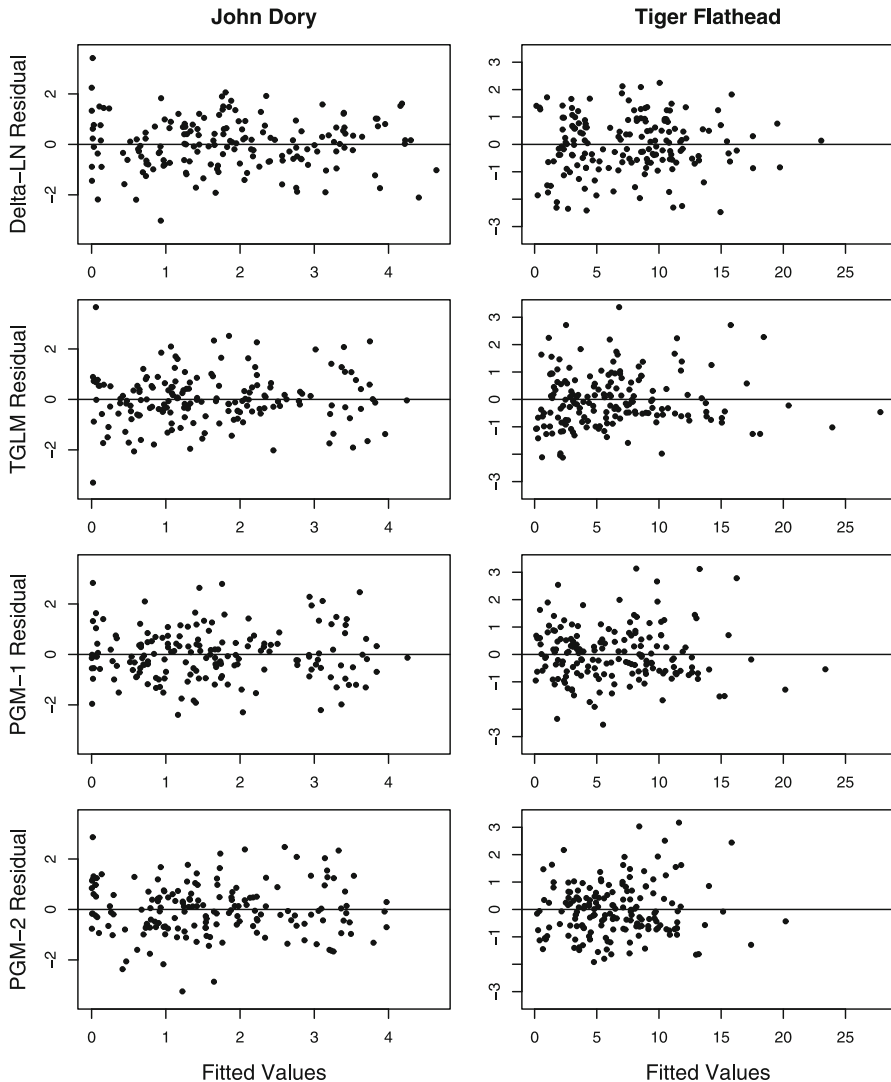 John Dory
Tiger Flathead
Delta–LN Residual
2
0
−2
0 1 2 3 4
3
2
1
0
−1
−3
0 5 10 15 20 25
TGLM Residual
2
0
−2
0 1 2 3 4
3
2
1
0
−1
−3
0 5 10 15 20 25
PGM−1 Residual
2
0
−2
0 1 2 3 4
3
2
1
0
−1
−3
0 5 10 15 20 25
PGM−2 Residual
2
0
−2
0 1 2 3 4
3
2
1
0
−1
−3
0 5 10 15 20 25
Fitted Values
Fitted Values